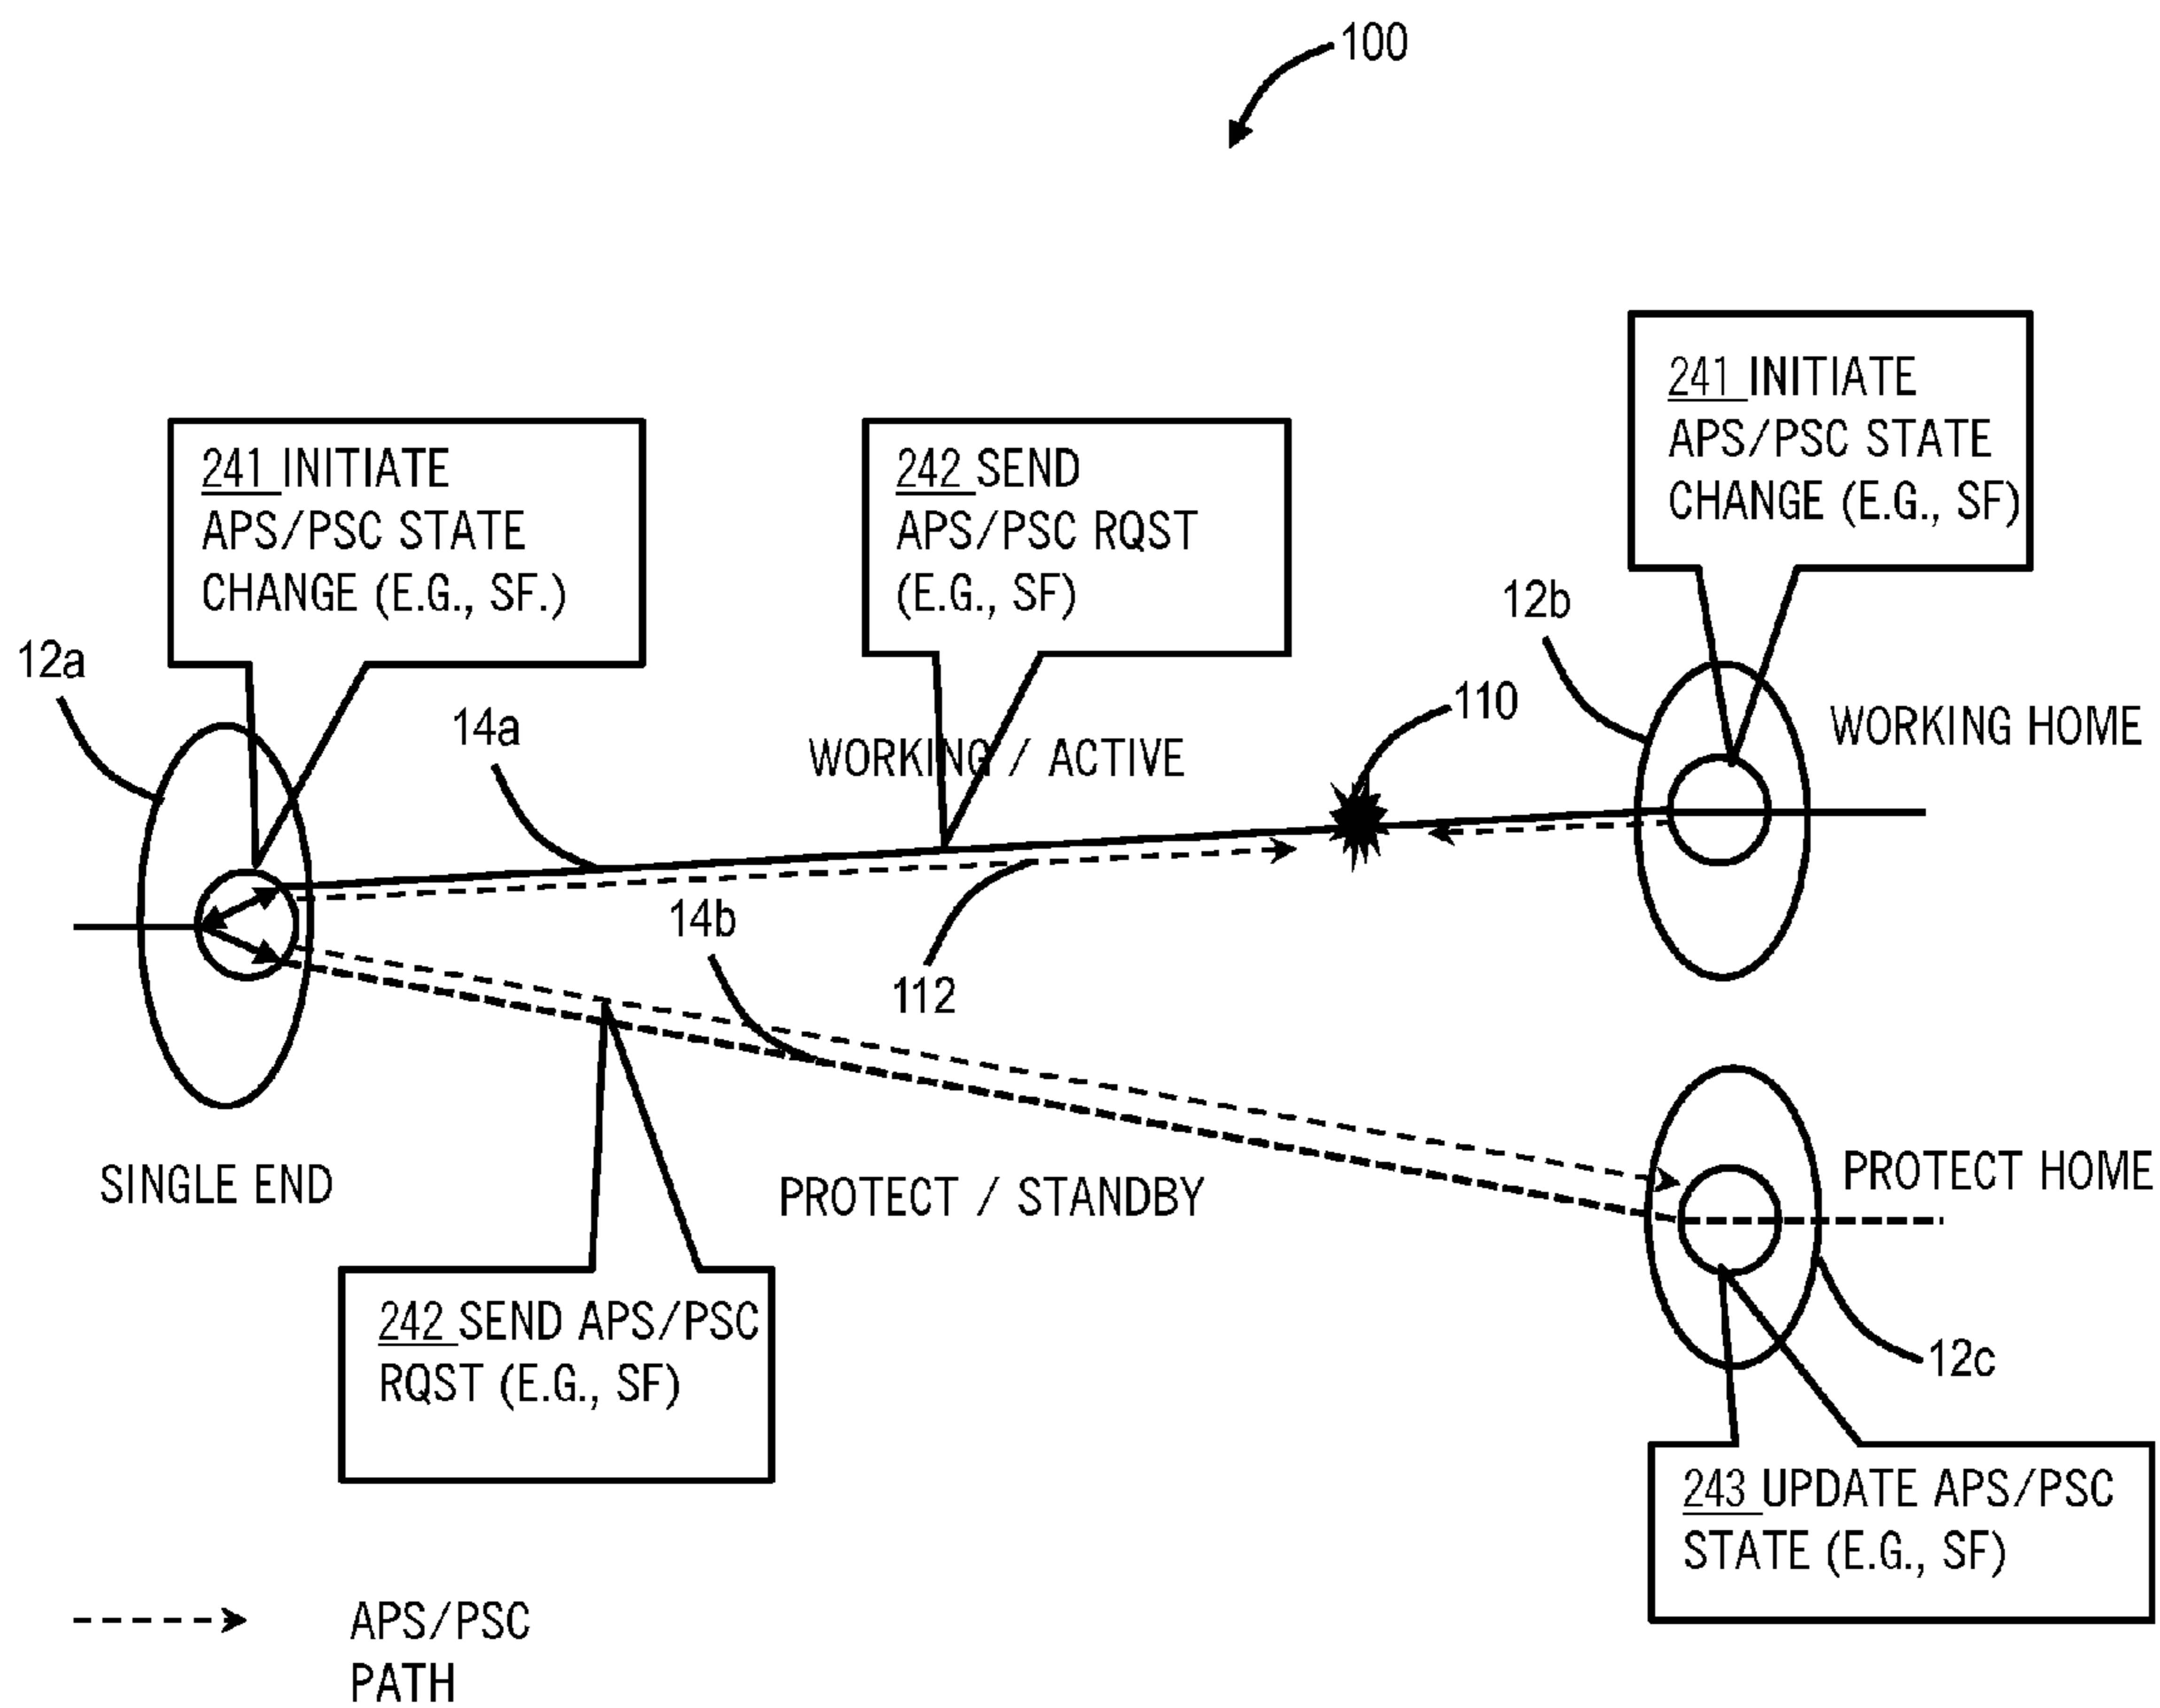 100
241 INITIATE
APS/PSC STATE
CHANGE (E.G., SF.)
242 SEND
APS/PSC RQST
(E.G., SF)
241 INITIATE
APS/PSC STATE
CHANGE (E.G., SF)
12a
14a
WORKING / ACTIVE
110
12b
WORKING HOME
14b
112
SINGLE END
PROTECT / STANDBY
PROTECT HOME
242 SEND APS/PSC
RQST (E.G., SF)
12c
243 UPDATE APS/PSC
STATE (E.G., SF)
APS/PSC
PATH